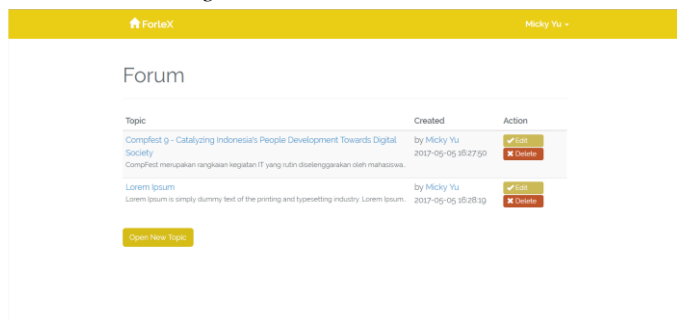 ForleX
Micky Yu
Forum
Topic Created Action
Compfest 9 - Catalyzing Indonesia's People Development Towards Digital
Society
CompFest merupakan rangkaian kegiatan IT yang rutin diselenggarakan oleh mahasiswa..
by Micky Yu
2017-05-05 16:27:50
Edit
Delete
Lorem Ipsum
Lorem Ipsum is simply dummy text of the printing and typesetting industry. Lorem Ipsum..
by Micky Yu
2017-05-05 16:28:19
Edit
Delete
Open New Topic